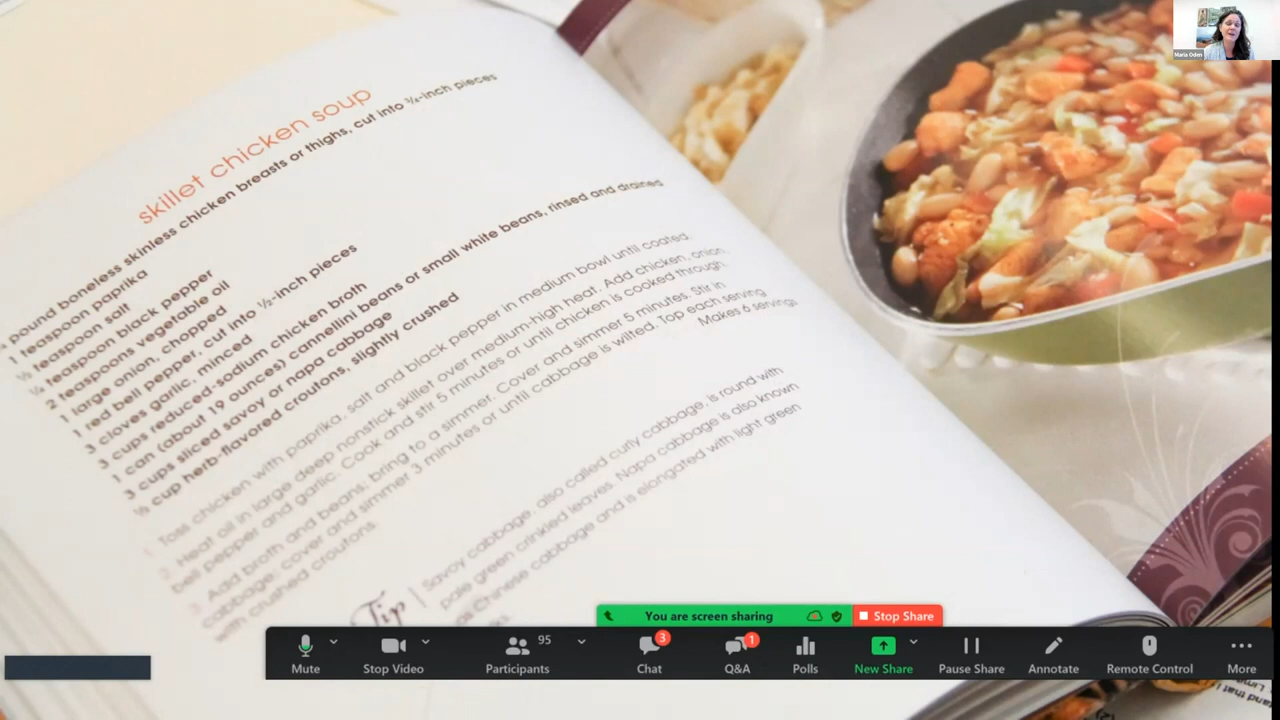 Maria Oden
skillet chicken soup
pound boneless skinless chicken breasts or thighs, cut into ¾-inch pieces
1 teaspoon paprika
½ teaspoon salt
¼ teaspoon black pepper
2 teaspoons vegetable oil
1 large onion, chopped
1 red bell pepper, cut into ½-inch pieces
3 cloves garlic, minced
3 cups reduced-sodium chicken broth
1 can (about 19 ounces) cannellini beans or small white beans, rinsed and drained
3 cups sliced savoy or napa cabbage
½ cup herb-flavored croutons, slightly crushed
1. Toss chicken with paprika, salt and black pepper in medium bowl until coated.
2. Heat oil in large deep nonstick skillet over medium-high heat. Add chicken, onion,
bell pepper and garlic. Cook and stir 5 minutes or until chicken is cooked through.
3. Add broth and beans, bring to a simmer. Cover and simmer 5 minutes. Stir in
cabbage, cover and simmer 3 minutes or until cabbage is wilted. Top each serving
with crushed croutons.
Makes 6 servings
Tip | Savoy cabbage, also called curly cabbage, is round with
pale green crinkled leaves. Napa cabbage is also known
as Chinese cabbage and is elongated with light green
You are screen sharing
Stop Share
Mute
Stop Video
Participants
95
Chat
3
Q&A
1
Polls
New Share
Pause Share
Annotate
Remote Control
More